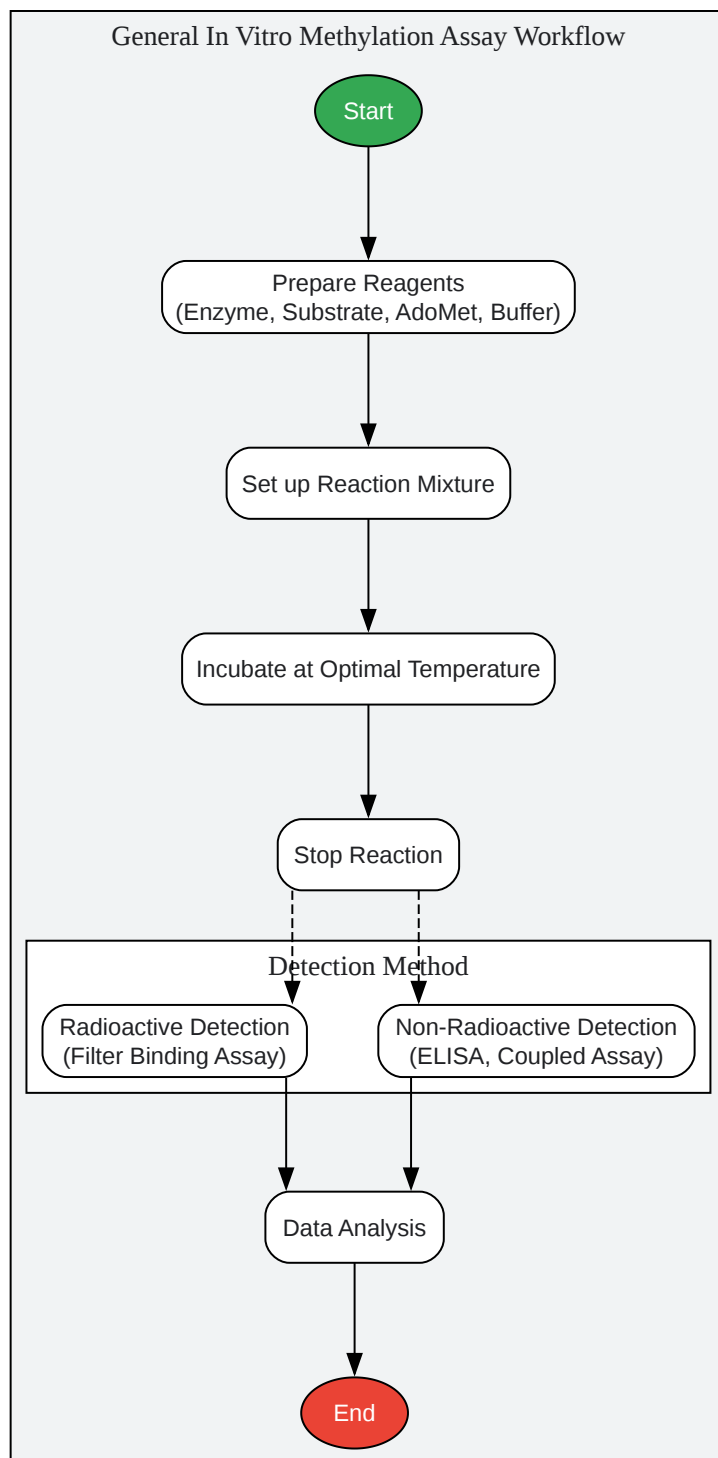 General In Vitro Methylation Assay Workflow
Start
Prepare Reagents
(Enzyme, Substrate, AdoMet, Buffer)
Set up Reaction Mixture
Incubate at Optimal Temperature
Stop Reaction
Detection Method
Radioactive Detection
(Filter Binding Assay)
Non-Radioactive Detection
(ELISA, Coupled Assay)
Data Analysis
End